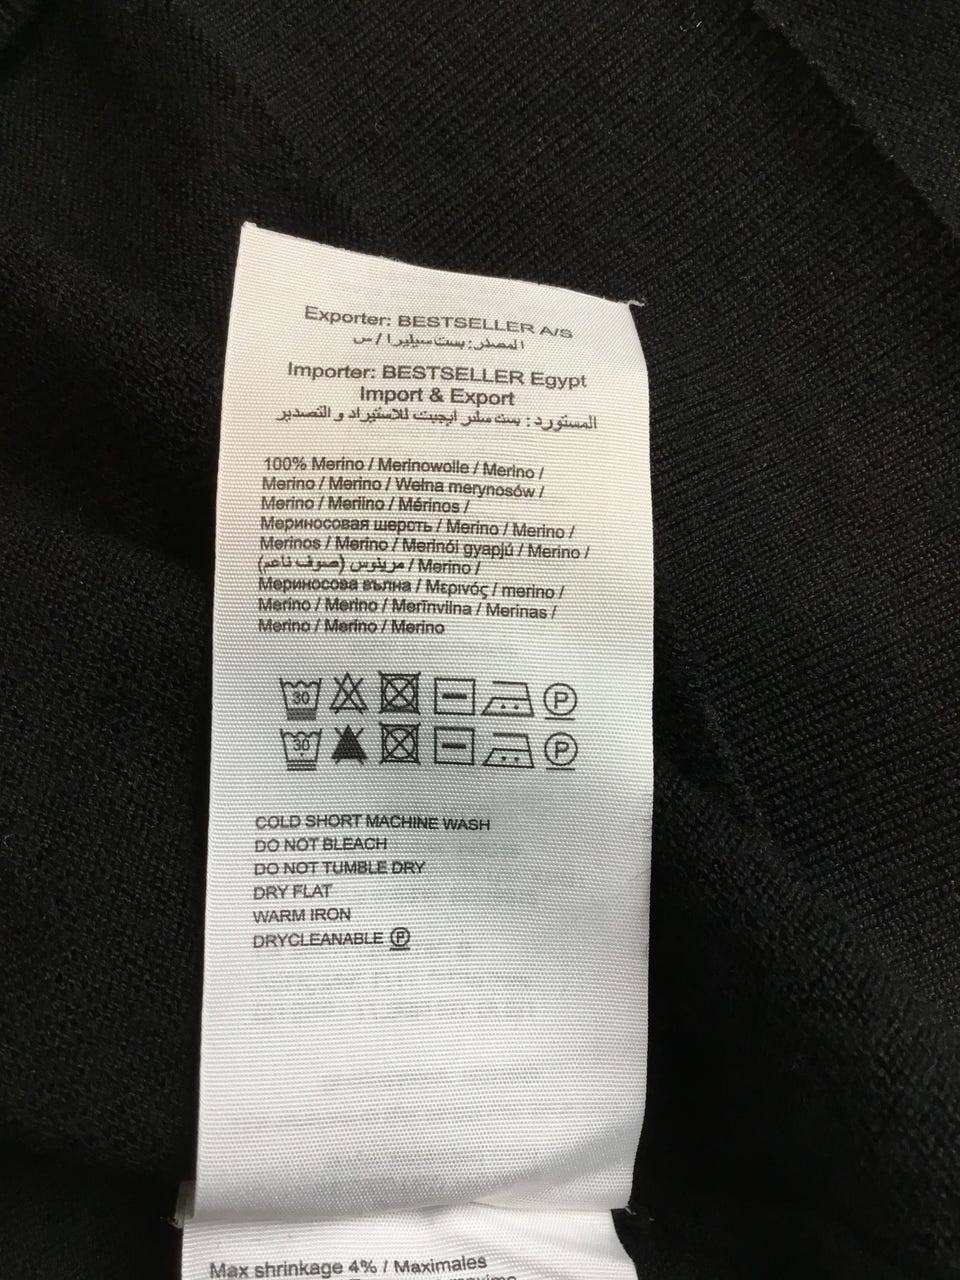 Exporter: BESTSELLER A/S
المصدر: بست سيلر ا / س
Importer: BESTSELLER Egypt
Import & Export
المستورد : بست سلر ايجبت للاستيراد و التصدير
100% Merino / Merinowolle / Merino /
Merino / Merino / Wełna merynosów /
Merino / Merliino / Mérinos /
Мериносовая шерсть / Merino / Merino /
Merinos / Merino / Merinói gyapjú / Merino /
مرينوس (صوف ناعم) / Merino /
Мериносова вълна / Μερινός / merino /
Merino / Merino / Merīnvilna / Merinas /
Merino / Merino / Merino
30 P
30 P
COLD SHORT MACHINE WASH
DO NOT BLEACH
DO NOT TUMBLE DRY
DRY FLAT
WARM IRON
DRYCLEANABLE P
Max shrinkage 4% / Maximales